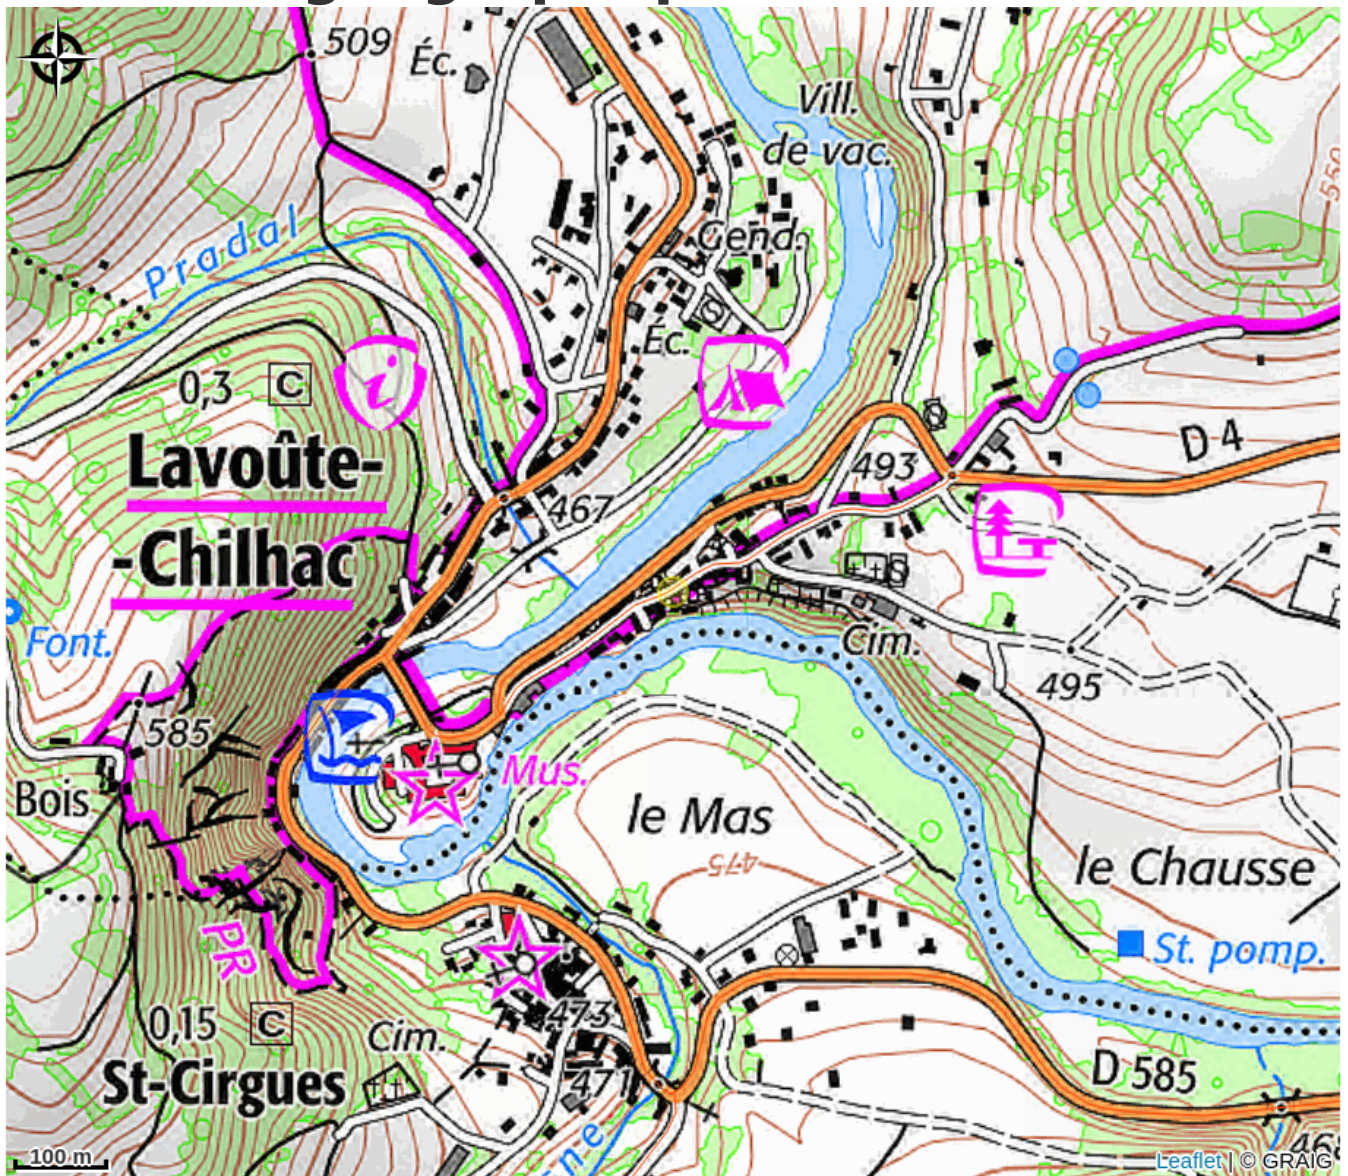 509
Éc.
Vill.
de vac.
Pradal
Gend.
Éc.
0,3 C
i
Lavoûte-
-Chilhac
493
D 4
467
Font.
Cim.
495
585
Mus.
Bois
le Mas
475
le Chausse
PR
St. pomp.
0,15 C
473
Cim.
St-Cirgues
471
D 585
100 m
Leaflet | © GRAIG